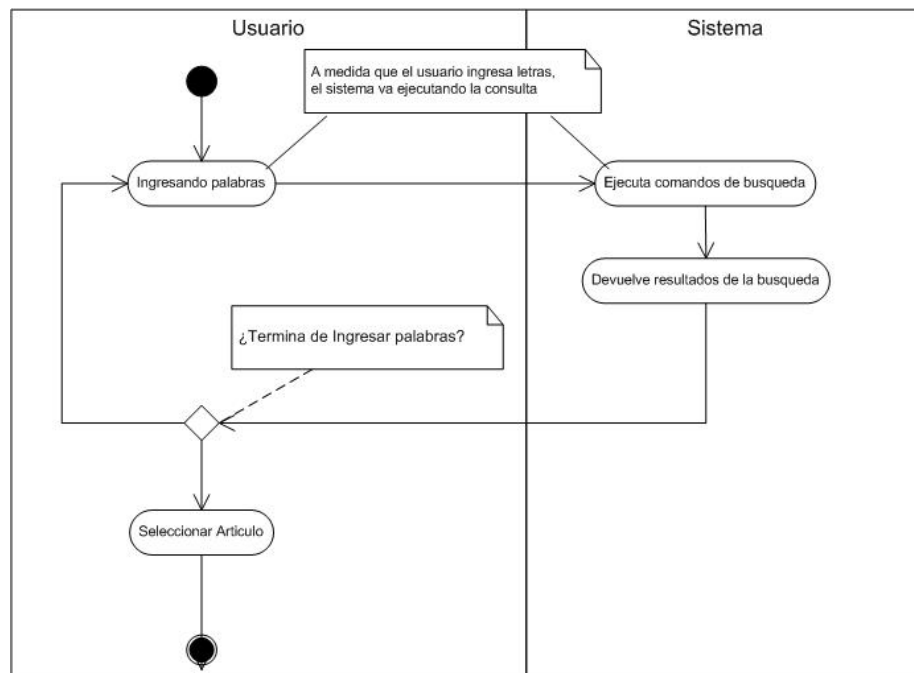 Usuario
Sistema
A medida que el usuario ingresa letras,
el sistema va ejecutando la consulta
Ingresando palabras
Ejecuta comandos de busqueda
Devuelve resultados de la busqueda
¿Termina de Ingresar palabras?
Seleccionar Articulo